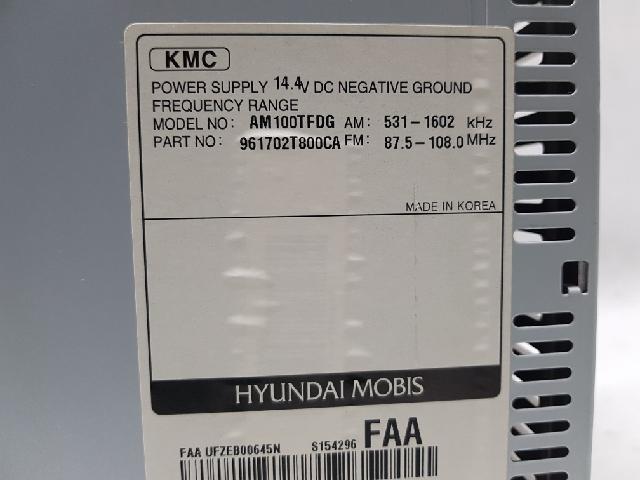 KMC
POWER SUPPLY 14.4V DC NEGATIVE GROUND
FREQUENCY RANGE
MODEL NO: AM100TFDG AM: 531-1602 kHz
PART NO: 961702T800CA FM: 87.5-108.0 MHz
MADE IN KOREA
HYUNDAI MOBIS
FAA UFZEB00645N S154296 FAA